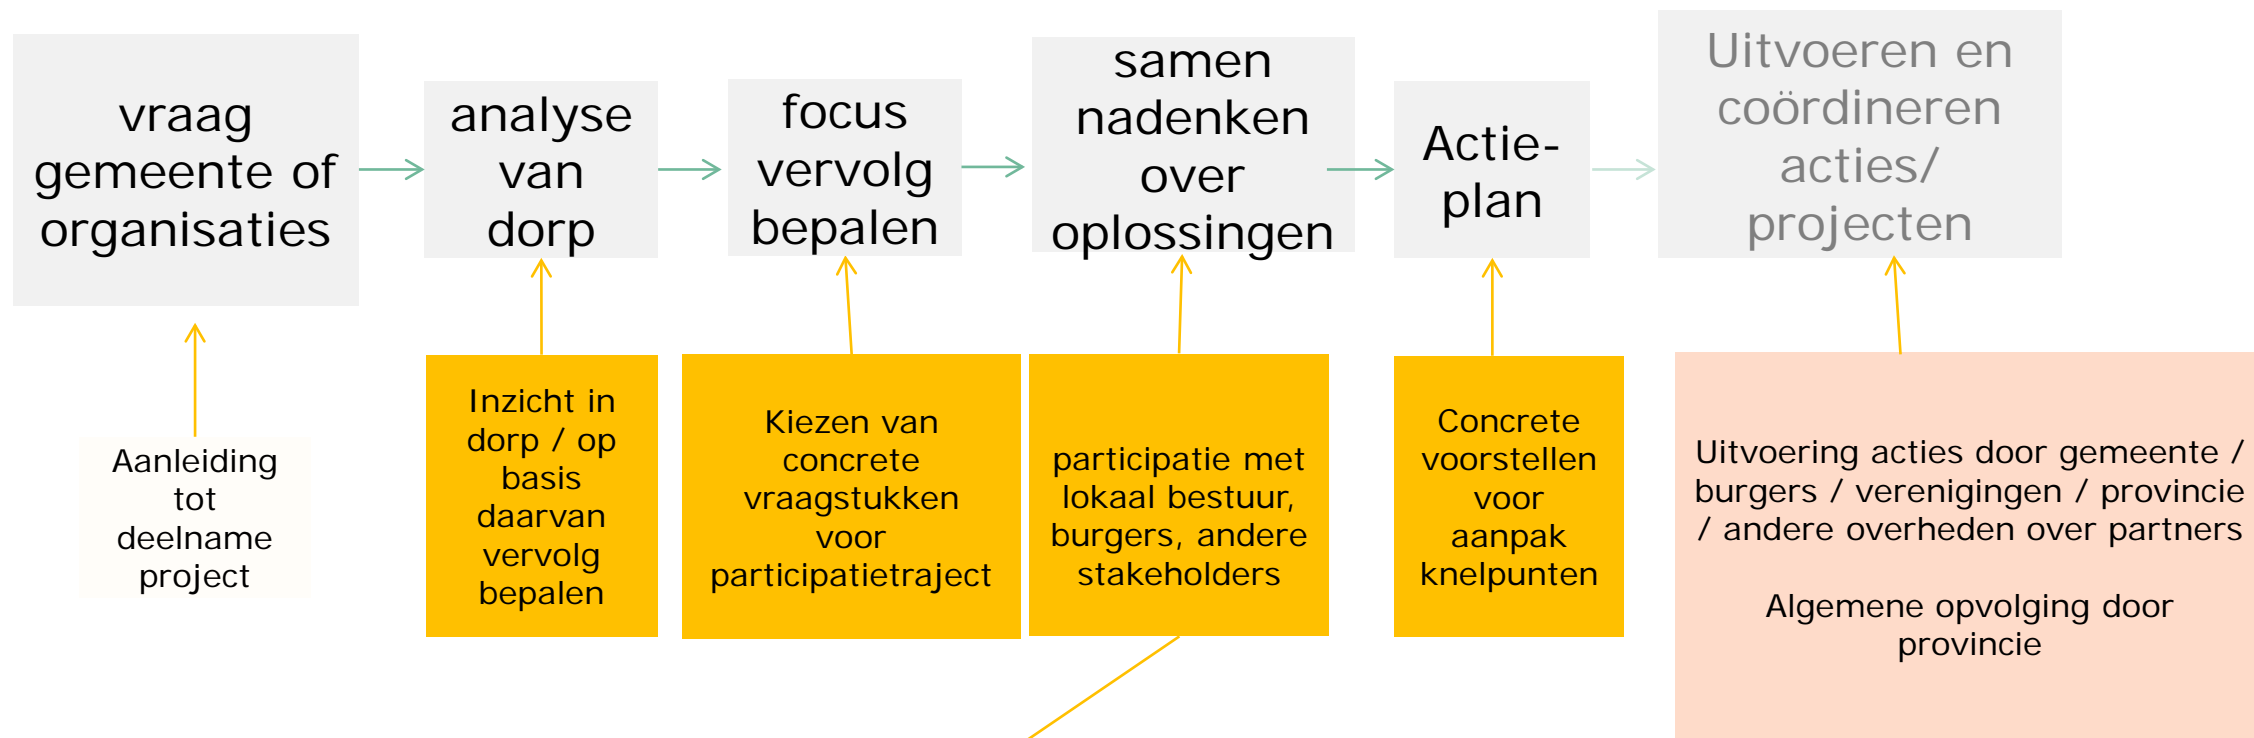 vraag
gemeente of
organisaties
analyse
van
dorp
focus
vervolg
bepalen
samen
nadenken
over
oplossingen
Actie-
plan
Uitvoeren en
coördineren
acties/
projecten
Aanleiding
tot
deelname
project
Inzicht in
dorp / op
basis
daarvan
vervolg
bepalen
Kiezen van
concrete
vraagstukken
voor
participatietraject
participatie met
lokaal bestuur,
burgers, andere
stakeholders
Concrete
voorstellen
voor
aanpak
knelpunten
Uitvoering acties door gemeente /
burgers / verenigingen / provincie
/ andere overheden over partners
Algemene opvolging door
provincie